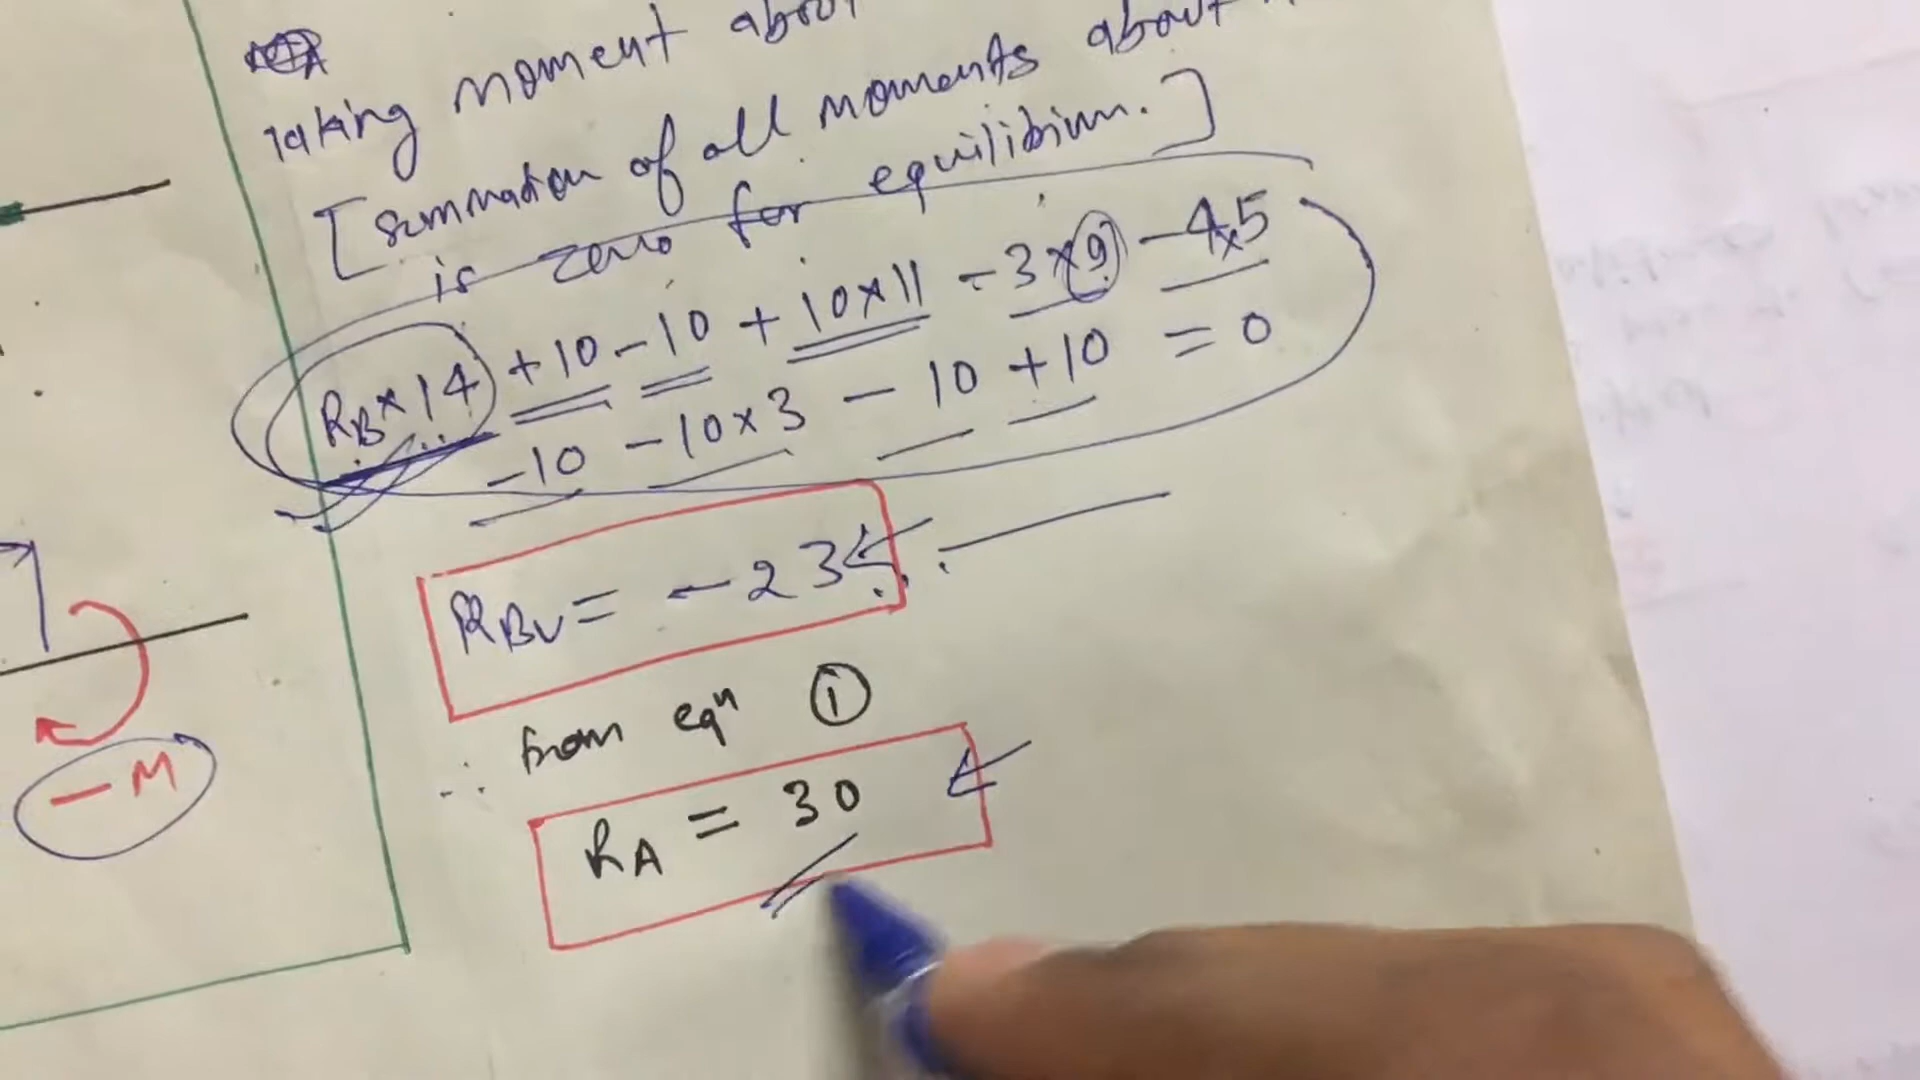 Taking moment about
[summation of all moments about
is zero for equilibium.]
RB×14 +10 -10 + 10×11 - 3×9 - 4×5
-10 - 10×3 - 10 + 10 = 0
RBV = -23
∴ from eqn ①
RA = 30
- M